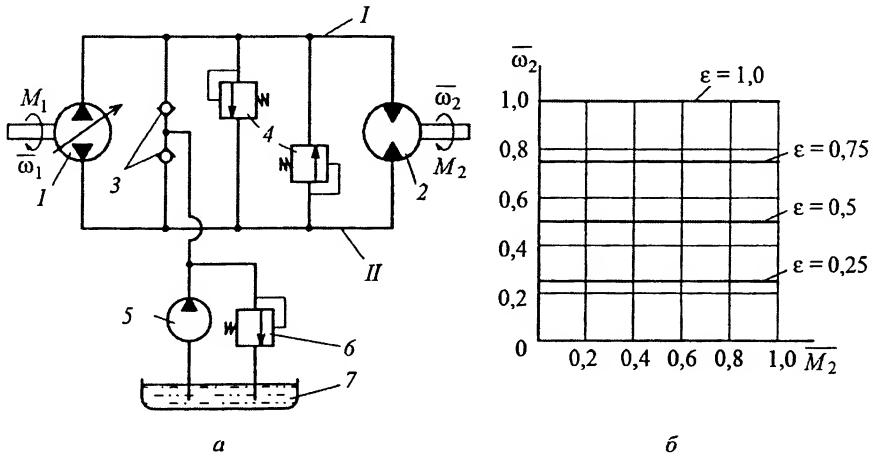 I
M₁
ω̅₁
I
3
4
ω̅₂
M₂
2
II
5
6
7
а
ω̅₂
1,0
0,8
0,6
0,4
0,2
0
ε = 1,0
ε = 0,75
ε = 0,5
ε = 0,25
0,2 0,4 0,6 0,8 1,0 M̅₂
б